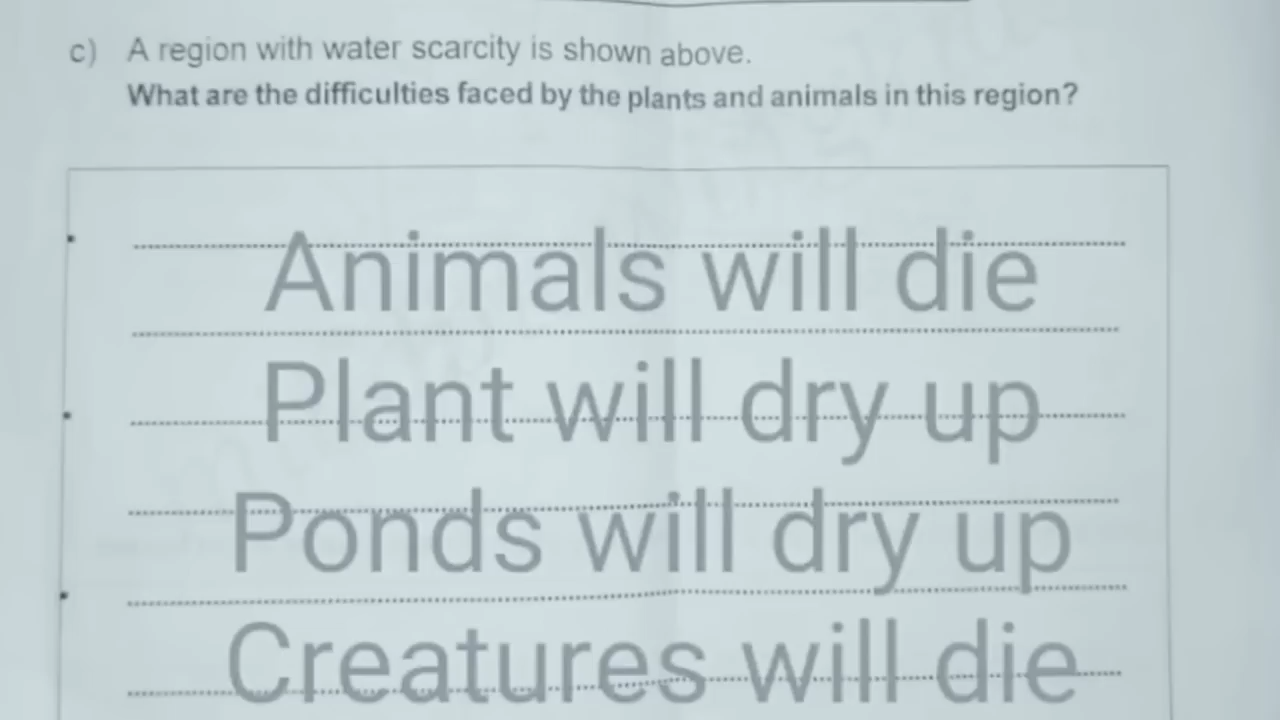 c) A region with water scarcity is shown above.
What are the difficulties faced by the plants and animals in this region?
Animals will die
Plant will dry up
Ponds will dry up
Creatures will die